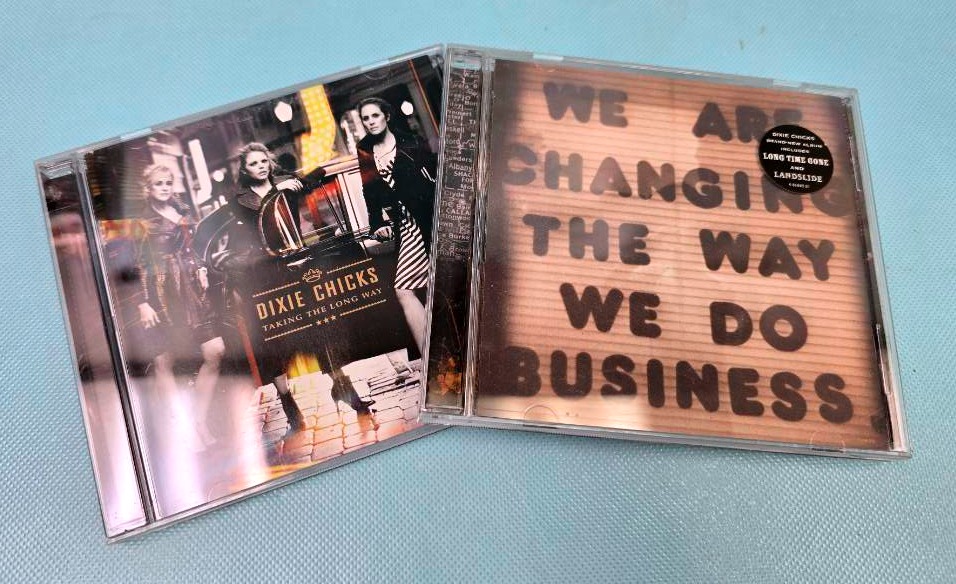 DIXIE CHICKS
TAKING THE LONG WAY
WE ARE
CHANGING
THE WAY
WE DO
BUSINESS
DIXIE CHICKS
BRAND-NEW ALBUM
INCLUDES
LONG TIME GONE
AND
LANDSLIDE